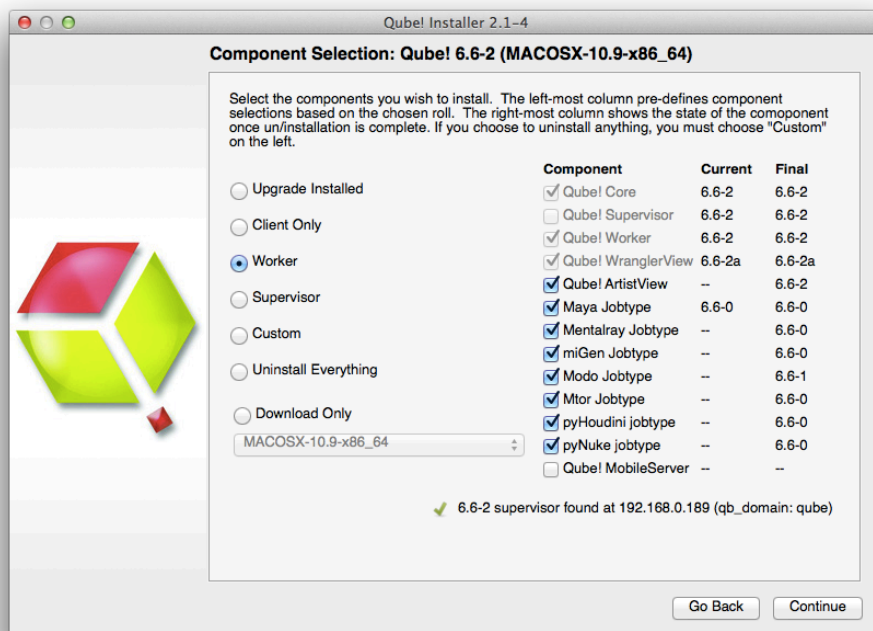 Qube! Installer 2.1-4
Component Selection: Qube! 6.6-2 (MACOSX-10.9-x86_64)
Select the components you wish to install. The left-most column pre-defines component
selections based on the chosen roll. The right-most column shows the state of the comoponent
once un/installation is complete. If you choose to uninstall anything, you must choose "Custom"
on the left.
Upgrade Installed
Client Only
Worker
Supervisor
Custom
Uninstall Everything
Download Only
MACOSX-10.9-x86_64
Component Current Final
Qube! Core 6.6-2 6.6-2
Qube! Supervisor 6.6-2 6.6-2
Qube! Worker 6.6-2 6.6-2
Qube! WranglerView 6.6-2a 6.6-2a
Qube! ArtistView -- 6.6-2
Maya Jobtype 6.6-0 6.6-0
Mentalray Jobtype -- 6.6-0
miGen Jobtype -- 6.6-0
Modo Jobtype -- 6.6-1
Mtor Jobtype -- 6.6-0
pyHoudini jobtype -- 6.6-0
pyNuke jobtype -- 6.6-0
Qube! MobileServer -- --
6.6-2 supervisor found at 192.168.0.189 (qb_domain: qube)
Go Back
Continue